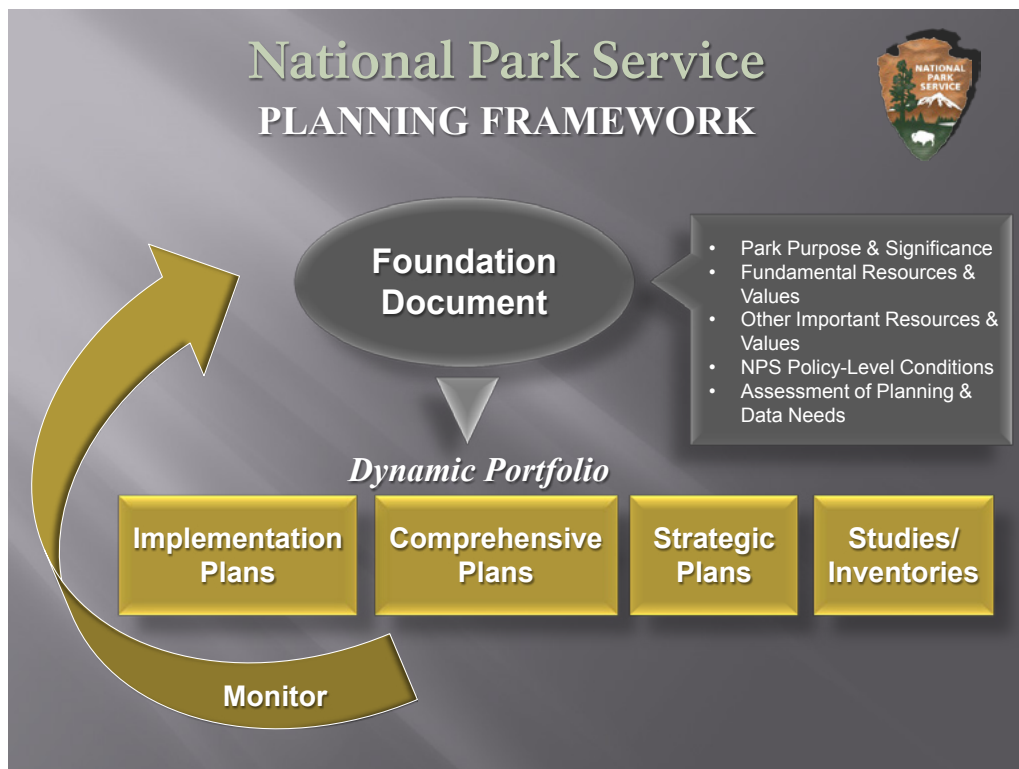 National Park Service
PLANNING FRAMEWORK
NATIONAL
PARK
SERVICE
Foundation
Document
• Park Purpose & Significance
• Fundamental Resources &
Values
• Other Important Resources &
Values
• NPS Policy-Level Conditions
• Assessment of Planning &
Data Needs
Dynamic Portfolio
Implementation
Plans
Comprehensive
Plans
Strategic
Plans
Studies/
Inventories
Monitor